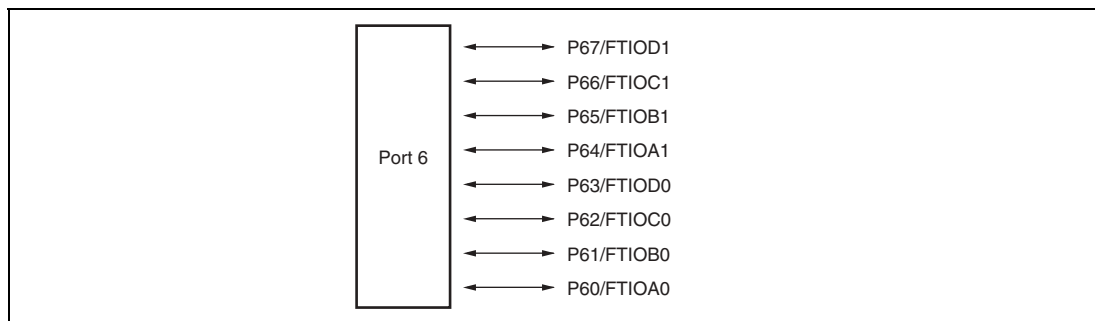 P67/FTIOD1
P66/FTIOC1
P65/FTIOB1
P64/FTIOA1
Port 6
P63/FTIOD0
P62/FTIOC0
P61/FTIOB0
P60/FTIOA0